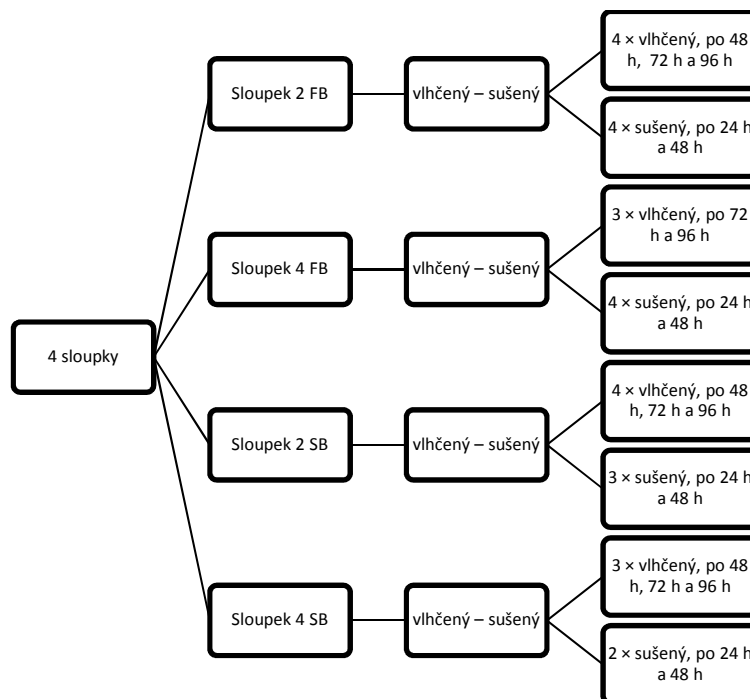 4 sloupky
Sloupek 2 FB
vlhčený – sušený
4 × vlhčený, po 48
h,  72 h a 96 h
4 × sušený, po 24 h
a 48 h
Sloupek 4 FB
vlhčený – sušený
3 × vlhčený, po 72
h a 96 h
4 × sušený, po 24 h
a 48 h
Sloupek 2 SB
vlhčený – sušený
4 × vlhčený, po 48
h, 72 h a 96 h
3 × sušený, po 24 h
a 48 h
Sloupek 4 SB
vlhčený – sušený
3 × vlhčený, po 48
h, 72 h a 96 h
2 × sušený, po 24 h
a 48 h